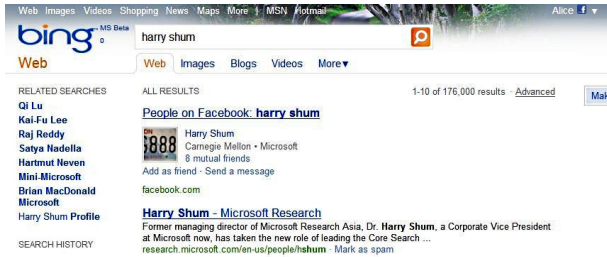 Web Images Videos Shopping News Maps More | MSN Hotmail
Alice f ▼
bing MS Beta
0
harry shum
Web
Web Images Blogs Videos More▼
RELATED SEARCHES
Qi Lu
Kai-Fu Lee
Raj Reddy
Satya Nadella
Hartmut Neven
Mini-Microsoft
Brian MacDonald
Microsoft
Harry Shum Profile
SEARCH HISTORY
ALL RESULTS
1-10 of 176,000 results · Advanced
Mak
People on Facebook: harry shum
ON
S888
Harry Shum
Carnegie Mellon • Microsoft
8 mutual friends
Add as friend · Send a message
facebook.com
Harry Shum - Microsoft Research
Former managing director of Microsoft Research Asia, Dr. Harry Shum, a Corporate Vice President
at Microsoft now, has taken the new role of leading the Core Search ...
research.microsoft.com/en-us/people/hshum · Mark as spam